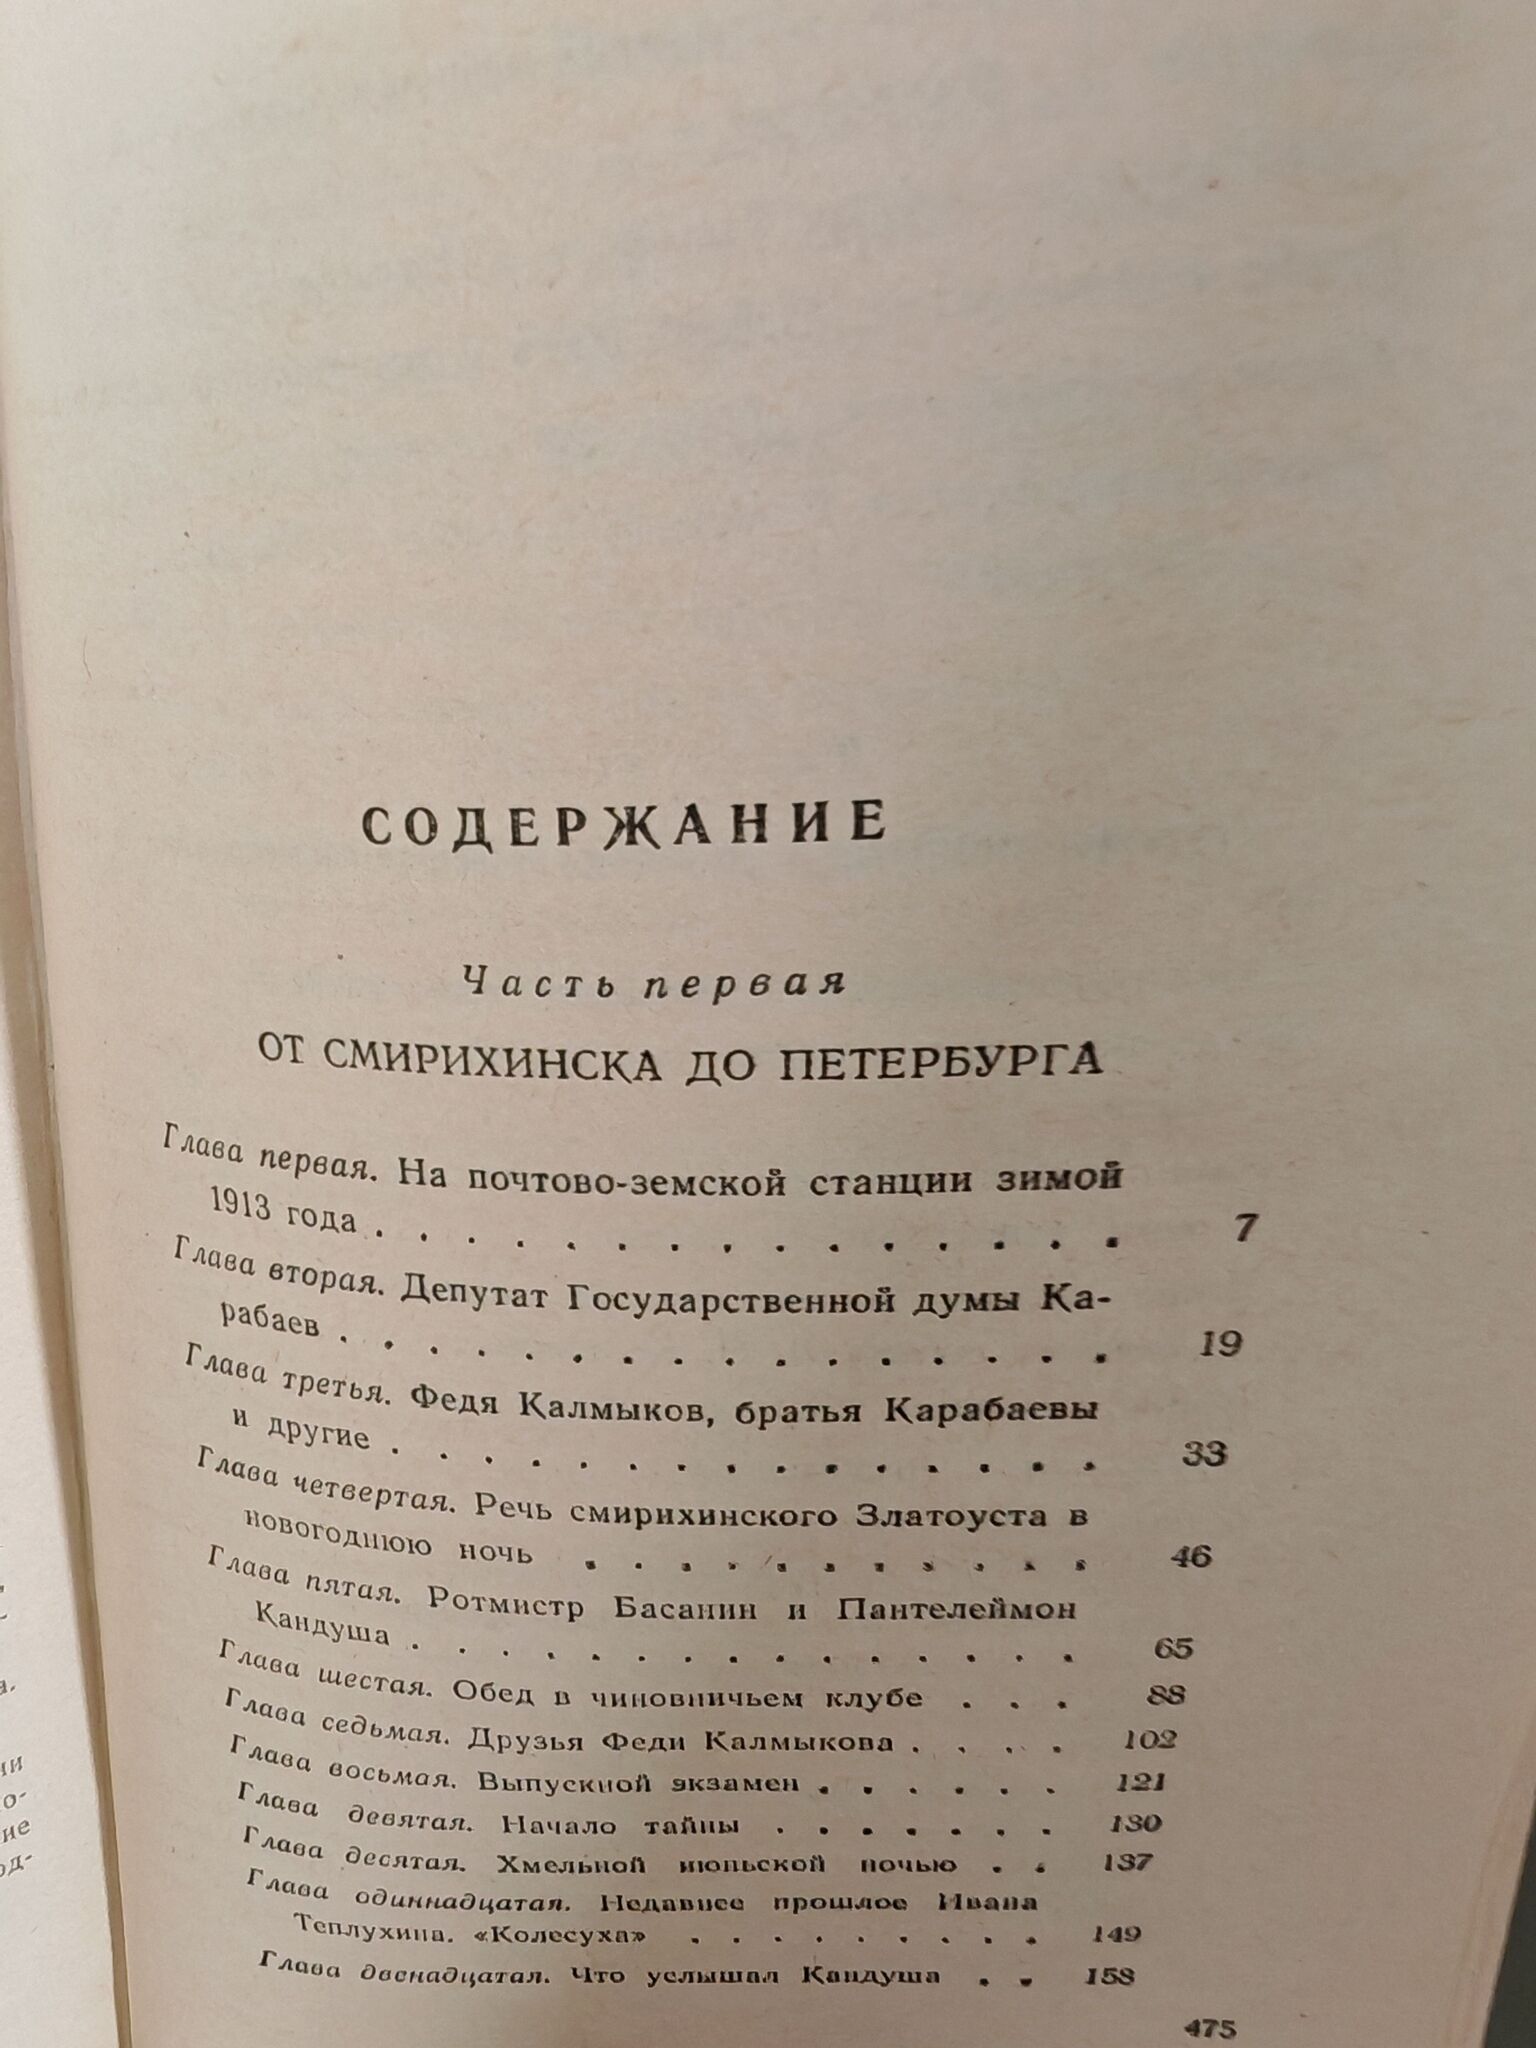 СОДЕРЖАНИЕ
Часть первая
ОТ СМИРИХИНСКА ДО ПЕТЕРБУРГА
Глава первая. На почтово-земской станции зимой
1913 года . . . . . . . . . . . . . . . 7
Глава вторая. Депутат Государственной думы Ка-
рабаев . . . . . . . . . . . . . . . . 19
Глава третья. Федя Калмыков, братья Карабаевы
и другие . . . . . . . . . . . . . . . 33
Глава четвертая. Речь смирихинского Златоуста в
новогоднюю ночь . . . . . . . . . . . 46
Глава пятая. Ротмистр Басанин и Пантелеймон
Кандуша . . . . . . . . . . . . . . . 65
Глава шестая. Обед в чиновничьем клубе . . . 88
Глава седьмая. Друзья Феди Калмыкова . . . . 102
Глава восьмая. Выпускной экзамен . . . . . . 121
Глава девятая. Начало тайны . . . . . . . 130
Глава десятая. Хмельной июльской ночью . . 137
Глава одиннадцатая. Недавнее прошлое Ивана
Теплухина. «Колесуха» . . . . . . . . . 149
Глава двенадцатая. Что услышал Кандуша . . 158
475